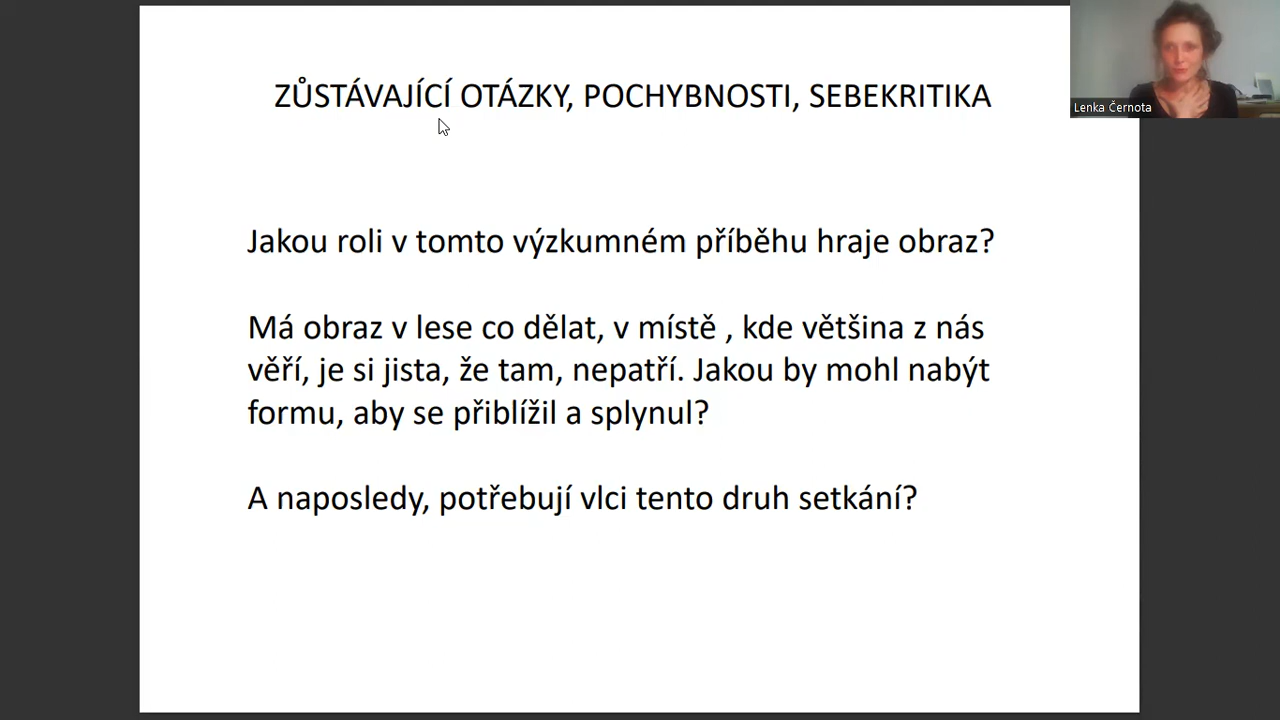 ZŮSTÁVAJÍCÍ OTÁZKY, POCHYBNOSTI, SEBEKRITIKA
Lenka Černota
Jakou roli v tomto výzkumném příběhu hraje obraz?
Má obraz v lese co dělat, v místě , kde většina z nás
věří, je si jista, že tam, nepatří. Jakou by mohl nabýt
formu, aby se přiblížil a splynul?
A naposledy, potřebují vlci tento druh setkání?